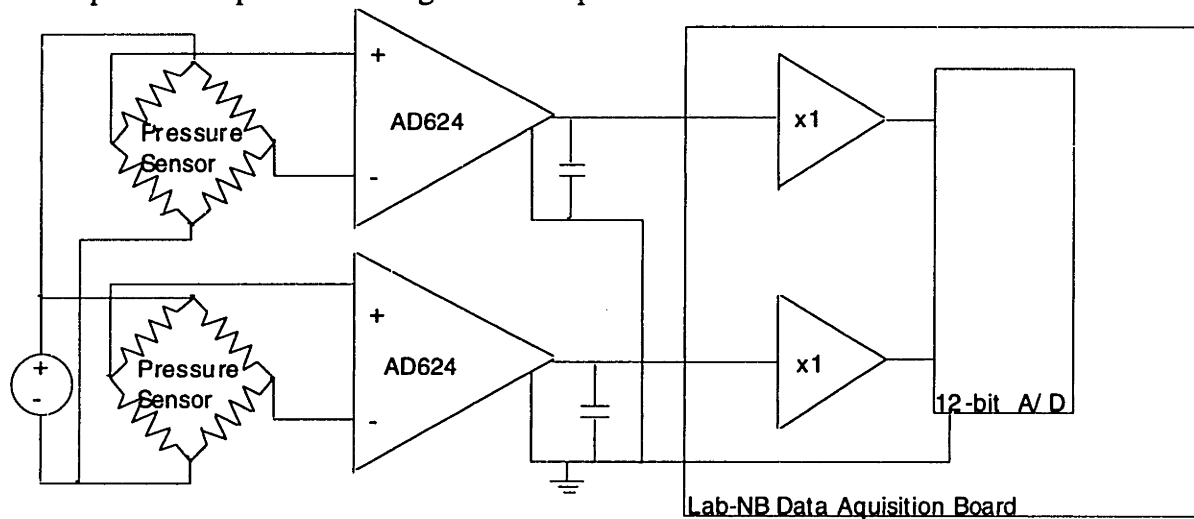 +
Pressure
Sensor
AD624
-
x1
+
Pressure
Sensor
AD624
-
x1
+
-
12-bit A/D
Lab-NB Data Aquisition Board